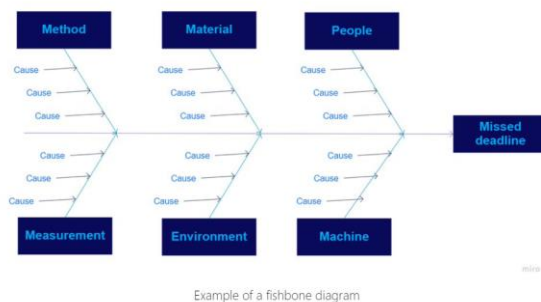 Method
Material
People
Cause
Cause
Cause
Cause
Cause
Cause
Cause
Cause
Cause
Missed
deadline
Cause
Cause
Cause
Cause
Cause
Cause
Cause
Cause
Cause
Measurement
Environment
Machine
miro
Example of a fishbone diagram